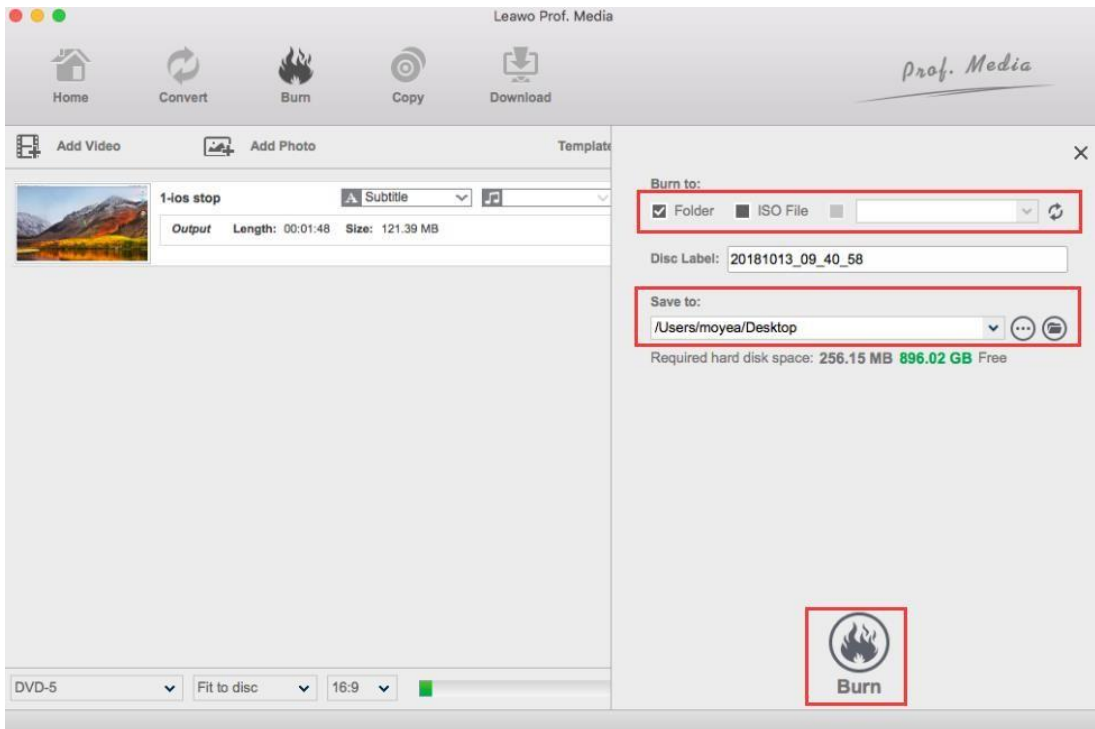 Leawo Prof. Media
Home Convert Burn Copy Download
Prof. Media
Add Video Add Photo Template
Burn to:
Folder ISO File
1-ios stop A Subtitle
Output Length: 00:01:48 Size: 121.39 MB
Disc Label: 20181013_09_40_58
Save to:
/Users/moyea/Desktop
Required hard disk space: 256.15 MB 896.02 GB Free
Burn
DVD-5 Fit to disc 16:9